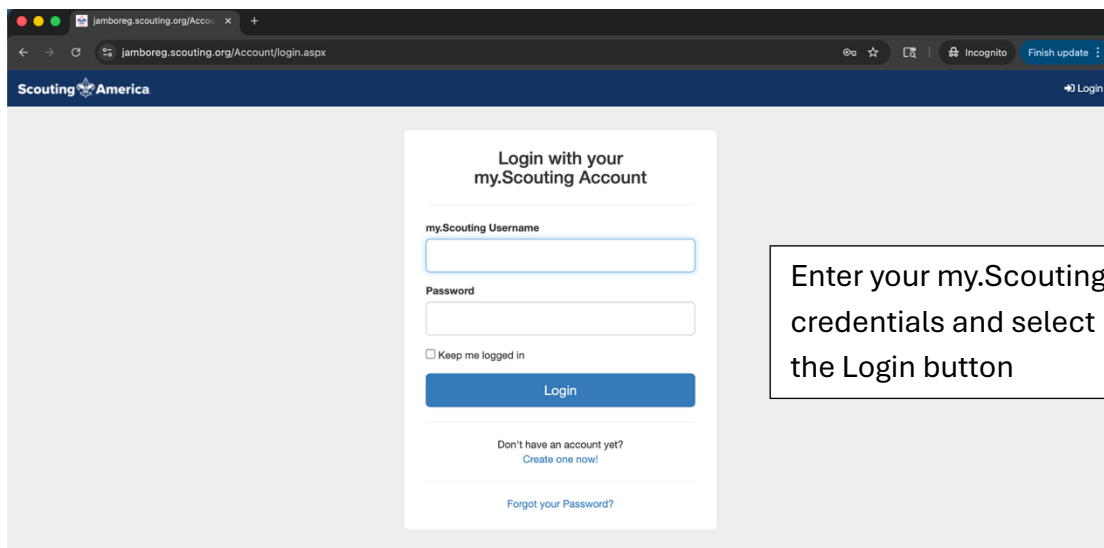 jamboreg.scouting.org/Accou
jamboreg.scouting.org/Account/login.aspx
Incognito
Finish update
Scouting America
Login
Login with your
my.Scouting Account
my.Scouting Username
Password
Keep me logged in
Login
Don't have an account yet?
Create one now!
Forgot your Password?
Enter your my.Scouting
credentials and select
the Login button